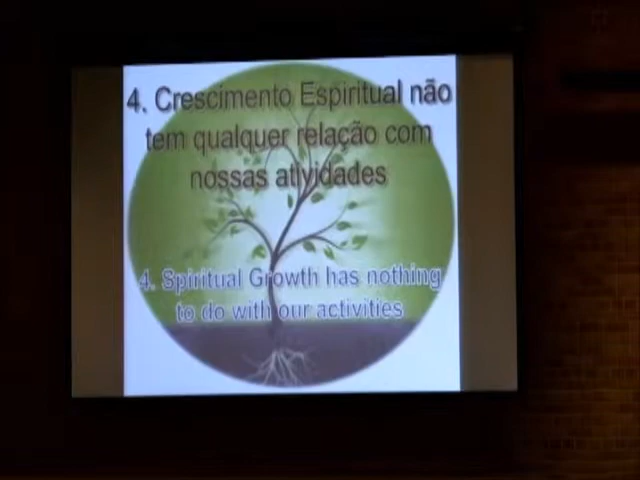 4. Crescimento Espiritual não
tem qualquer relação com
nossas atividades
4. Spiritual Growth has nothing
to do with our activities